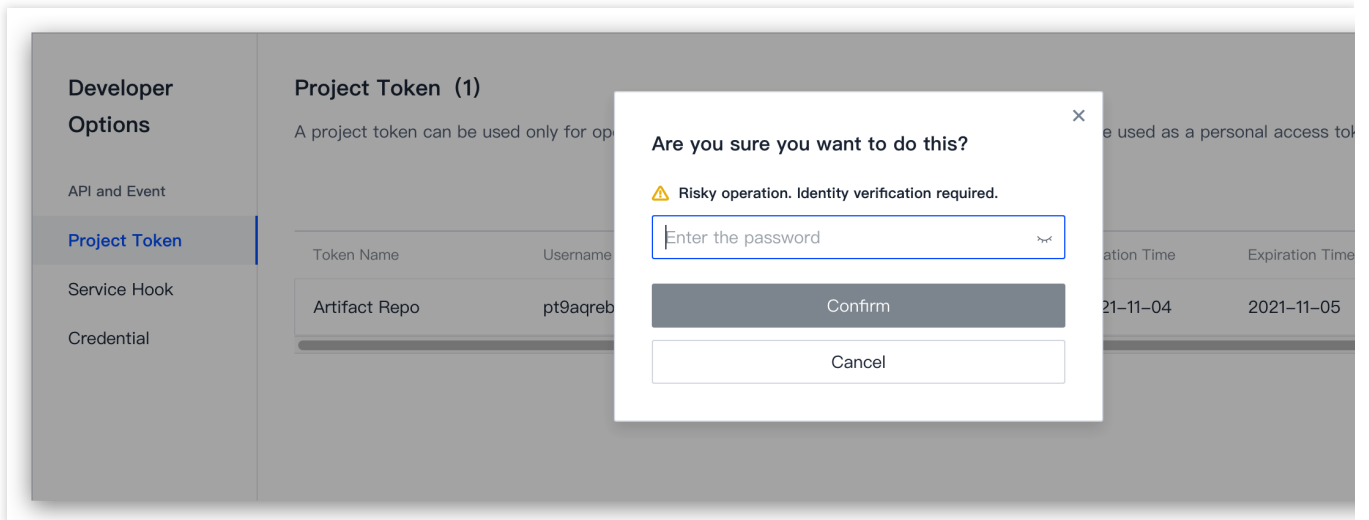 Developer
Options
API and Event
Project Token
Service Hook
Credential
Project Token (1)
A project token can be used only for
e used as a personal access
Token Name Username ation Time Expiration Time
Artifact Repo pt9aqreb 21-11-04 2021-11-05
Are you sure you want to do this?
Risky operation. Identity verification required.
Enter the password
Confirm
Cancel